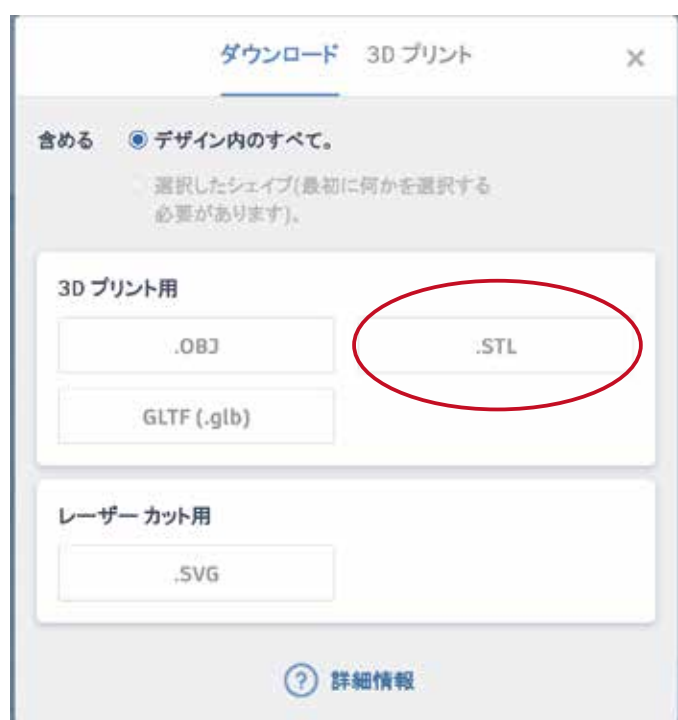 ダウンロード 3D プリント ×
含める デザイン内のすべて。
選択したシェイプ(最初に何かを選択する
必要があります)。
3D プリント用
.OBJ .STL
GLTF (.glb)
レーザー カット用
.SVG
? 詳細情報